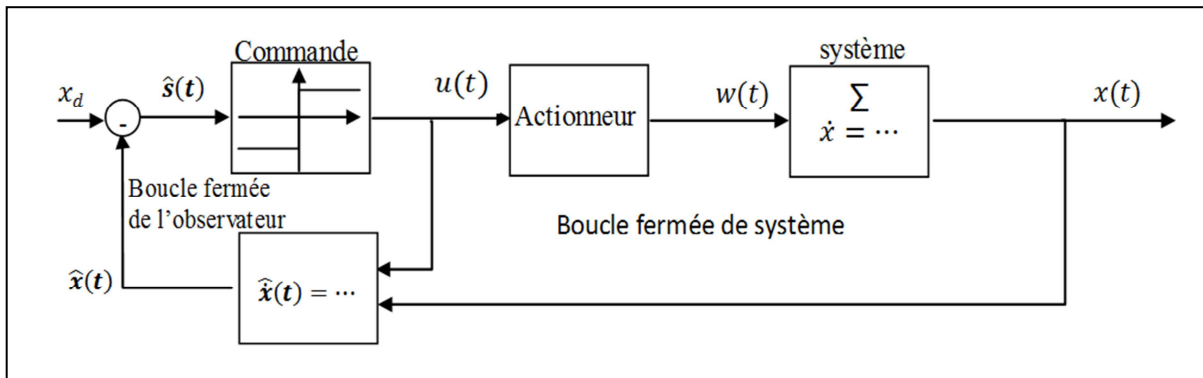 Commande
système
x_d
-
ŝ(t)
u(t)
Actionneur
w(t)
∑
ẋ = ⋯
x(t)
Boucle fermée
de l’observateur
Boucle fermée de système
x̂(t)
x̂̇(t) = ⋯